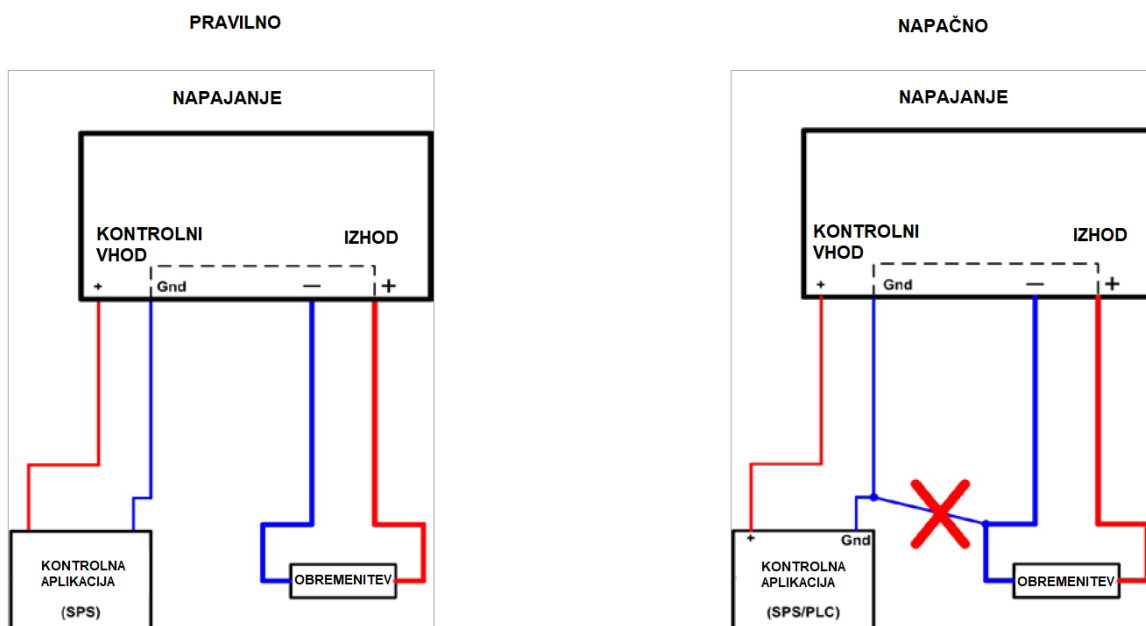 PRAVILNO
NAPAJANJE
KONTROLNI
VHOD
IZHOD
+
Gnd
—
+
KONTROLNA
APLIKACIJA
(SPS)
OBREMENITEV
NAPAČNO
NAPAJANJE
KONTROLNI
VHOD
IZHOD
+
Gnd
—
+
+
Gnd
KONTROLNA
APLIKACIJA
(SPS/PLC)
OBREMENITEV